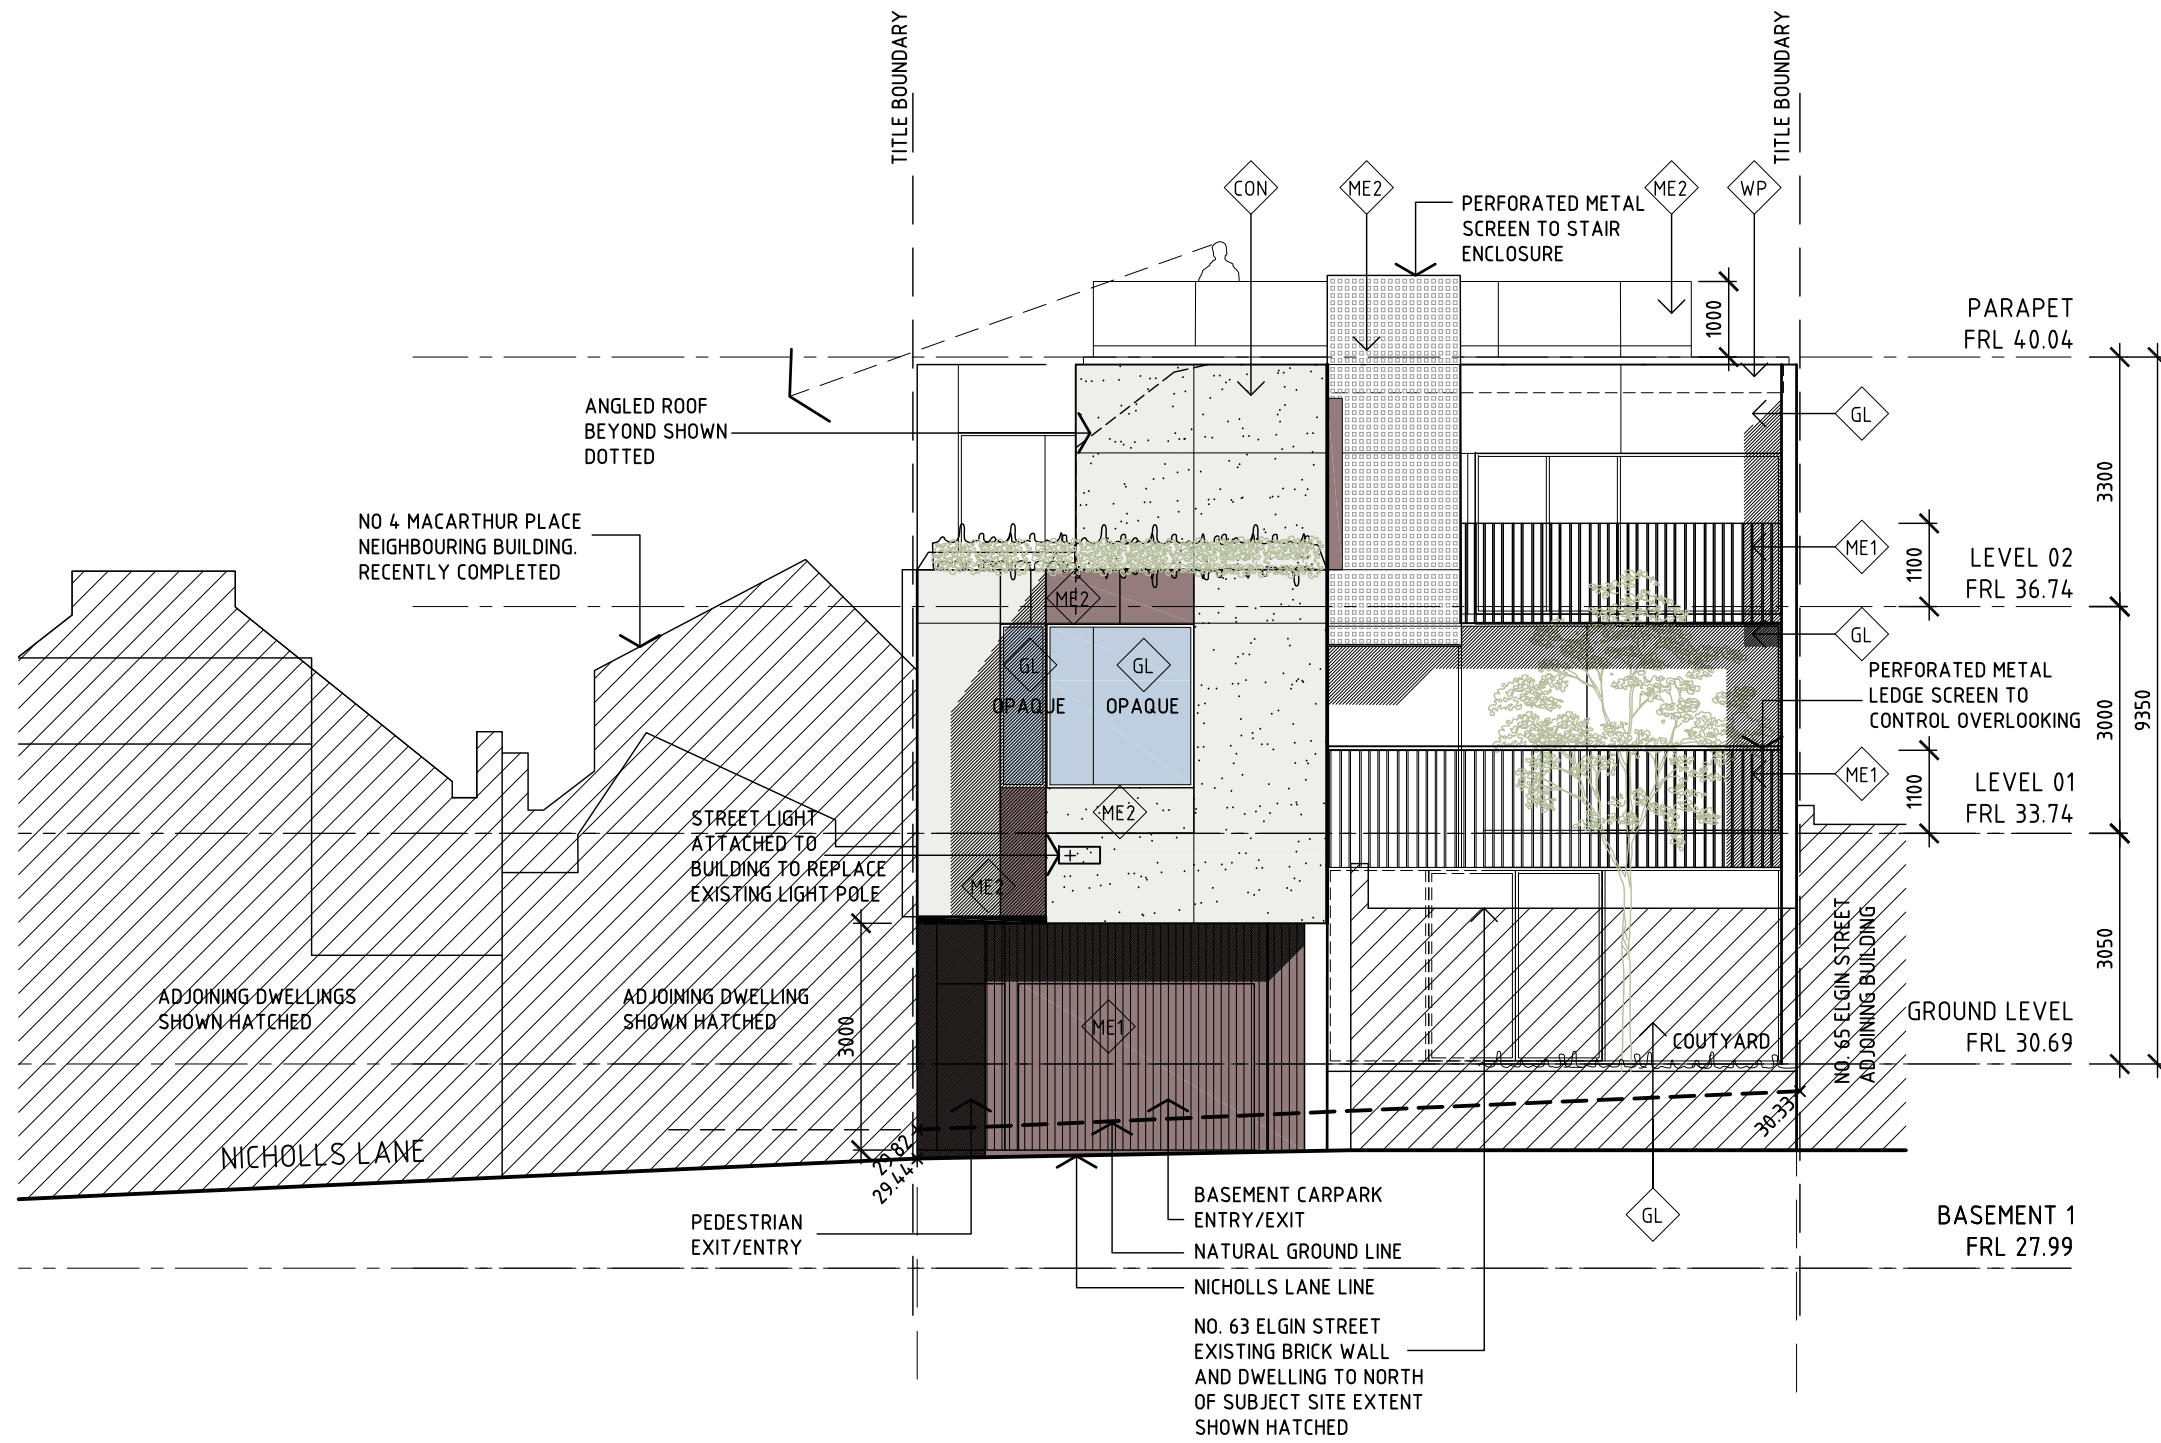 TITLE BOUNDARY
TITLE BOUNDARY
CON
ME2
ME2
WP
PERFORATED METAL
SCREEN TO STAIR
ENCLOSURE
1000
PARAPET
FRL 40.04
GL
ANGLED ROOF
BEYOND SHOWN
DOTTED
3300
NO 4 MACARTHUR PLACE
NEIGHBOURING BUILDING.
RECENTLY COMPLETED
ME1
1100
LEVEL 02
FRL 36.74
ME2
GL
GL
GL
OPAQUE
OPAQUE
PERFORATED METAL
LEDGE SCREEN TO
CONTROL OVERLOOKING
3000
9350
ME1
1100
LEVEL 01
FRL 33.74
ME2
STREET LIGHT
ATTACHED TO
BUILDING TO REPLACE
EXISTING LIGHT POLE
ME2
3050
NO. 65 ELGIN STREET
ADJOINING BUILDING
ADJOINING DWELLINGS
SHOWN HATCHED
ADJOINING DWELLING
SHOWN HATCHED
3000
ME1
COUTYARD
GROUND LEVEL
FRL 30.69
NICHOLLS LANE
29.82
29.44
30.33
PEDESTRIAN
EXIT/ENTRY
BASEMENT CARPARK
ENTRY/EXIT
NATURAL GROUND LINE
NICHOLLS LANE LINE
GL
BASEMENT 1
FRL 27.99
NO. 63 ELGIN STREET
EXISTING BRICK WALL
AND DWELLING TO NORTH
OF SUBJECT SITE EXTENT
SHOWN HATCHED